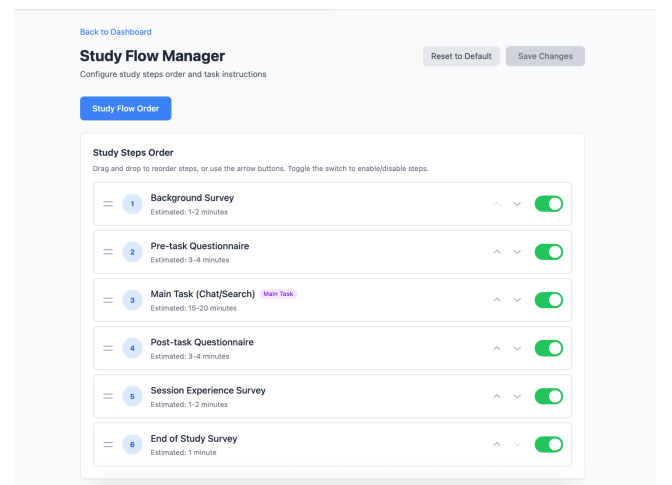 Back to Dashboard
Study Flow Manager
Reset to Default
Save Changes
Configure study steps order and task instructions
Study Flow Order
Study Steps Order
Drag and drop to reorder steps, or use the arrow buttons. Toggle the switch to enable/disable steps.
1
Background Survey
Estimated: 1-2 minutes
2
Pre-task Questionnaire
Estimated: 3-4 minutes
3
Main Task (Chat/Search) Main Task
Estimated: 15-20 minutes
4
Post-task Questionnaire
Estimated: 3-4 minutes
5
Session Experience Survey
Estimated: 1-2 minutes
6
End of Study Survey
Estimated: 1 minute